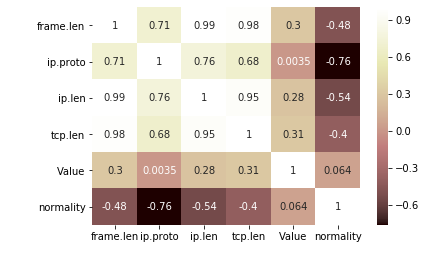 frame.len 1 0.71 0.99 0.98 0.3 -0.48
ip.proto 0.71 1 0.76 0.68 0.0035 -0.76
ip.len 0.99 0.76 1 0.95 0.28 -0.54
tcp.len 0.98 0.68 0.95 1 0.31 -0.4
Value 0.3 0.0035 0.28 0.31 1 0.064
normality -0.48 -0.76 -0.54 -0.4 0.064 1
frame.len ip.proto ip.len tcp.len Value normality
0.9
0.6
0.3
0.0
−0.3
−0.6